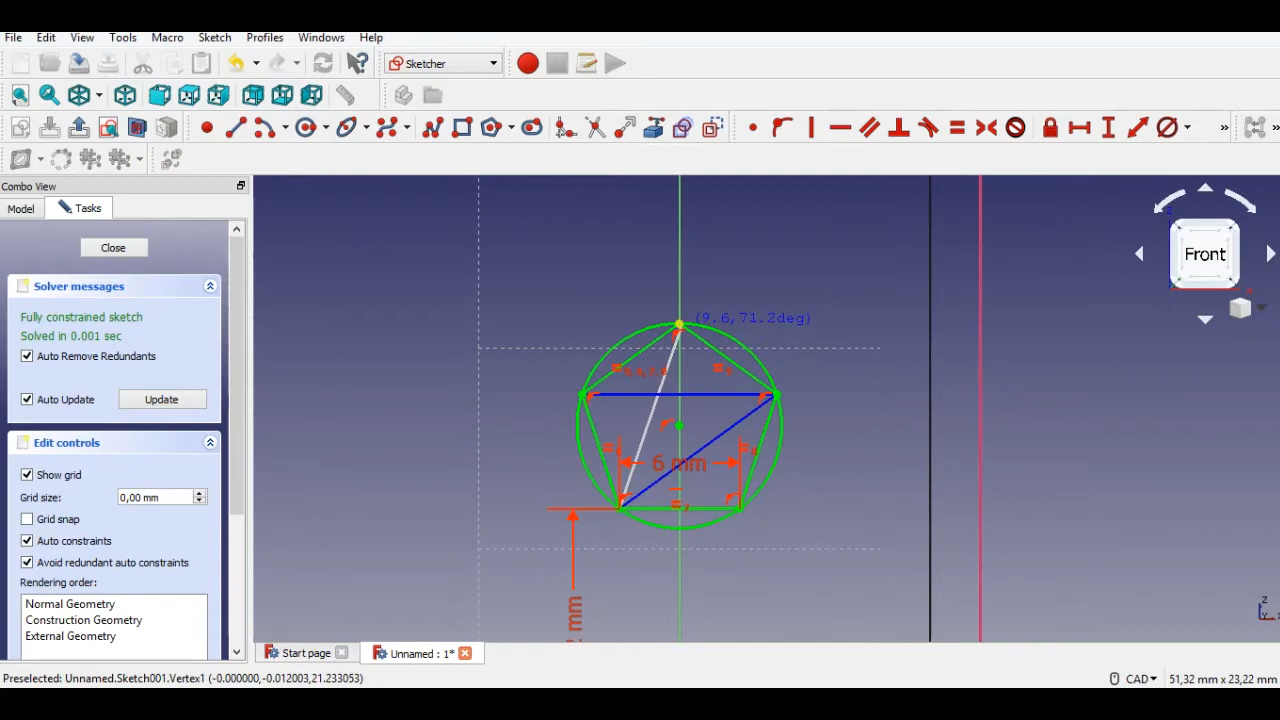 File Edit View Tools Macro Sketch Profiles Windows Help
Sketcher
Combo View
Model Tasks
Close
Solver messages
Fully constrained sketch
Solved in 0.001 sec
Auto Remove Redundants
Auto Update Update
Edit controls
Show grid
Grid size: 0,00 mm
Grid snap
Auto constraints
Avoid redundant auto constraints
Rendering order:
Normal Geometry
Construction Geometry
External Geometry
(9.6,71.2deg)
6 mm
mm
Front
Z
X
Z
Start page Unnamed : 1*
Preselected: Unnamed.Sketch001.Vertex1 (-0.000000,-0.012003,21.233053) CAD 51,32 mm x 23,22 mm